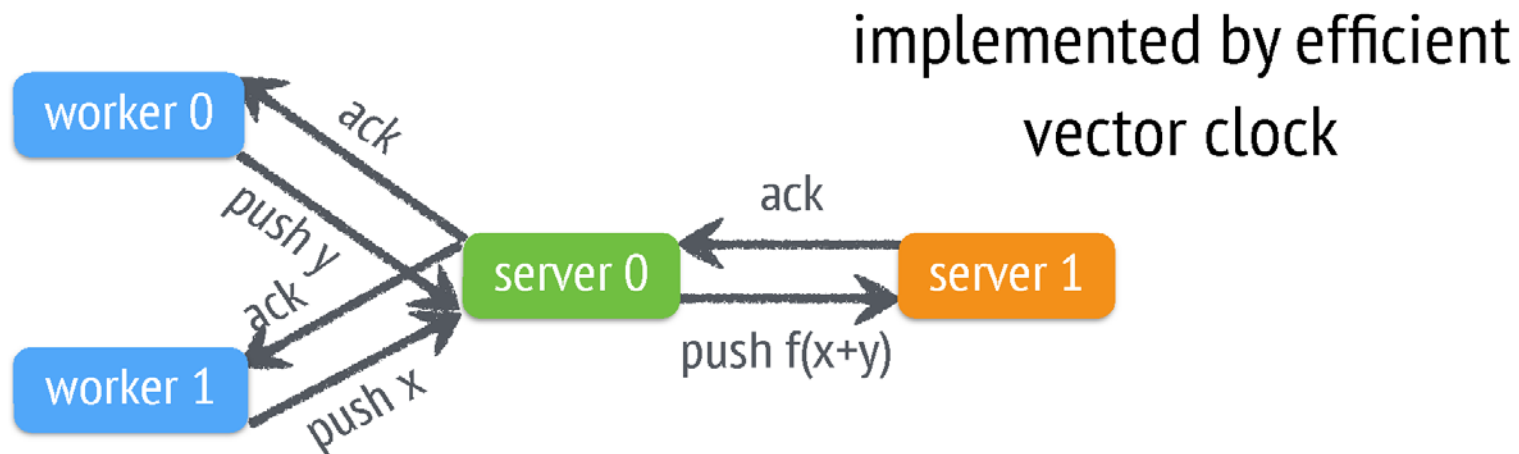 implemented by efficient
vector clock
worker 0
ack
push y
ack
server 0
ack
server 1
push f(x+y)
worker 1
push x